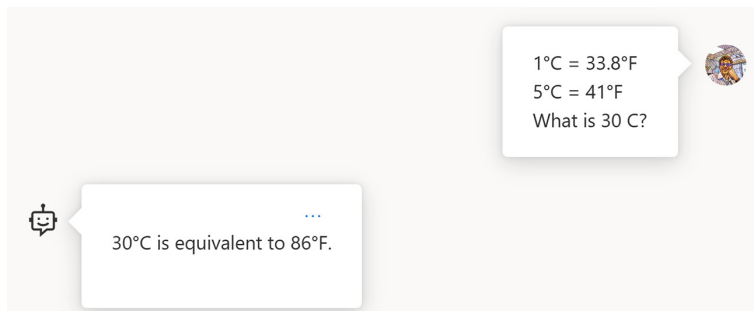 1°C = 33.8°F
5°C = 41°F
What is 30 C?
...
30°C is equivalent to 86°F.